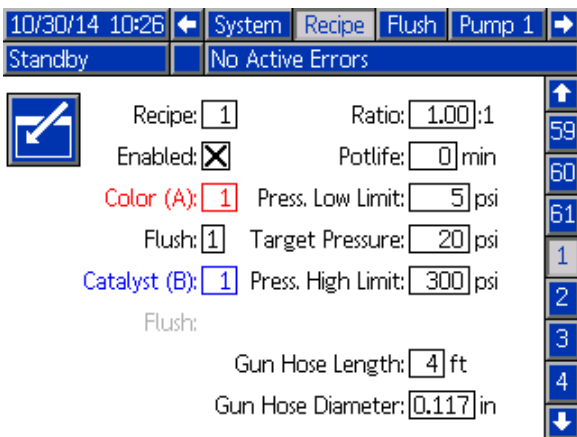 10/30/14 10:26 System Recipe Flush Pump 1
Standby No Active Errors
Recipe: 1 Ratio: 1.00 :1
Enabled: Potlife: 0 min
Color (A): 1 Press. Low Limit: 5 psi
Flush: 1 Target Pressure: 20 psi
Catalyst (B): 1 Press. High Limit: 300 psi
Flush:
Gun Hose Length: 4 ft
Gun Hose Diameter: 0.117 in
59
60
61
1
2
3
4